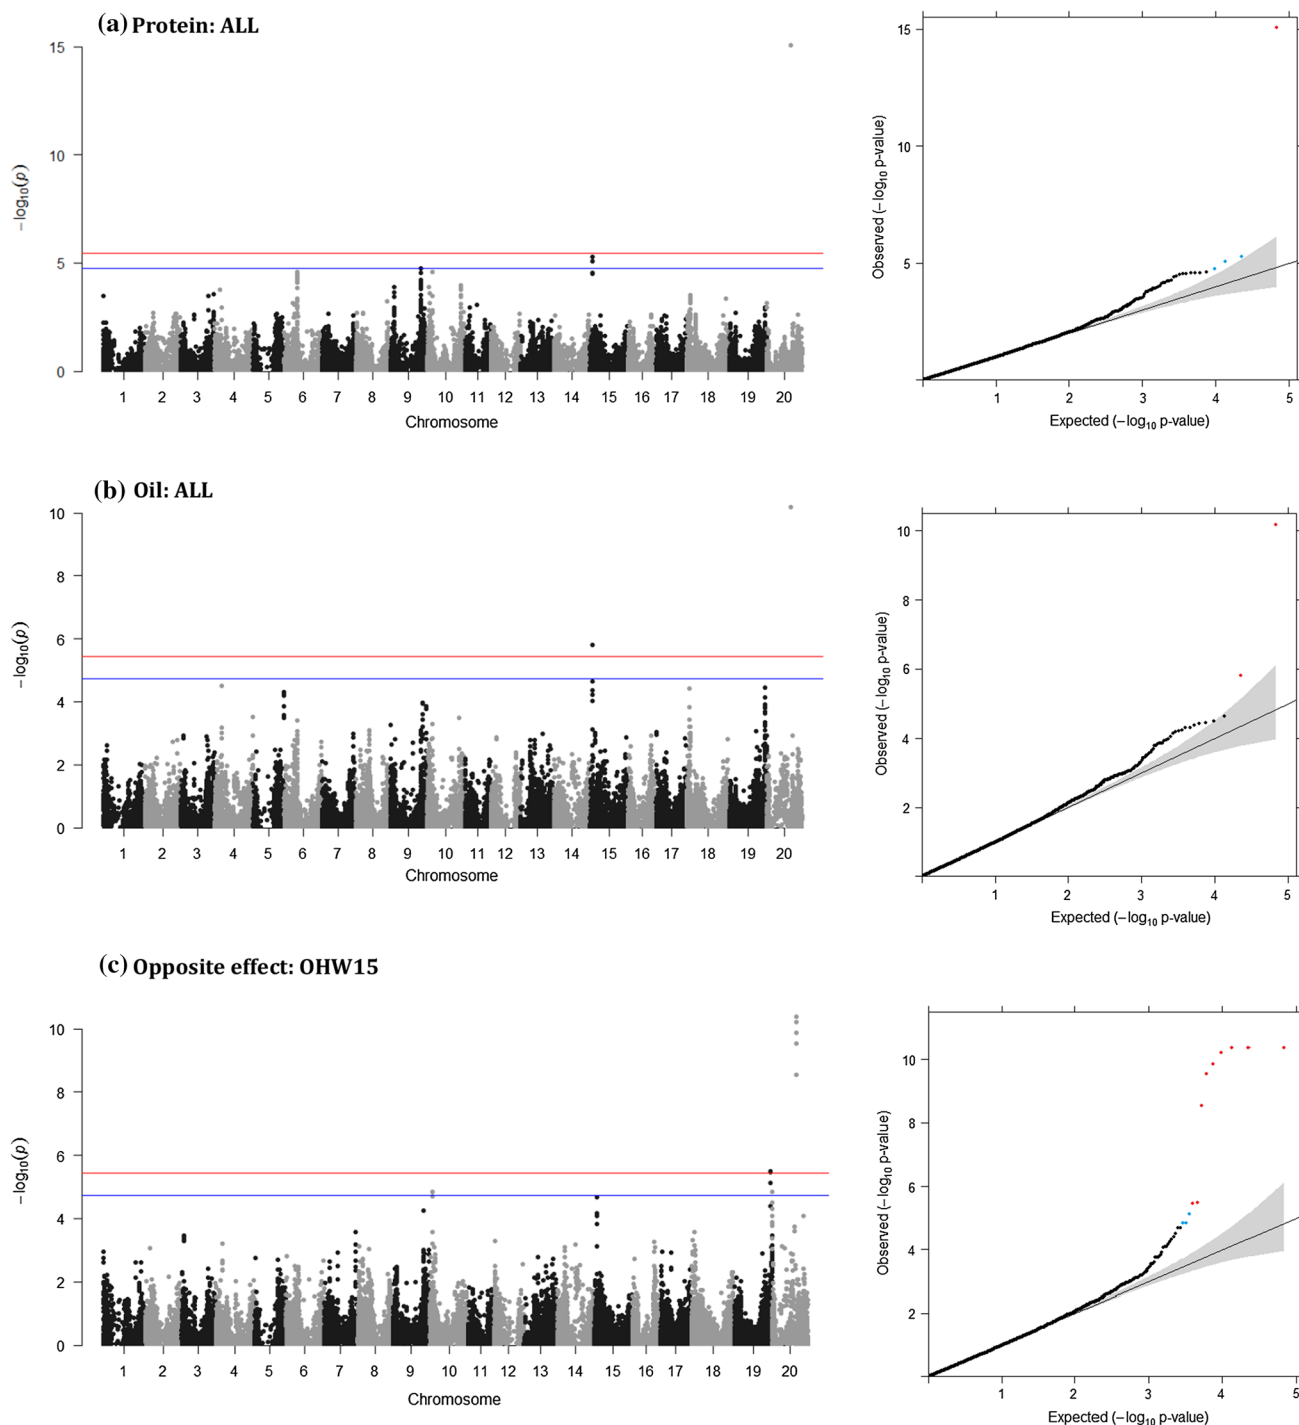 (a) Protein: ALL
15
10
5
0
−log10(p)
1 2 3 4 5 6 7 8 9 10 11 12 13 14 15 16 17 18 19 20
Chromosome
15
10
5
Observed (−log10 p-value)
1 2 3 4 5
Expected (−log10 p-value)
(b) Oil: ALL
10
8
6
4
2
0
−log10(p)
1 2 3 4 5 6 7 8 9 10 11 12 13 14 15 16 17 18 19 20
Chromosome
10
8
6
4
2
Observed (−log10 p-value)
1 2 3 4 5
Expected (−log10 p-value)
(c) Opposite effect: OHW15
10
8
6
4
2
0
−log10(p)
1 2 3 4 5 6 7 8 9 10 11 12 13 14 15 16 17 18 19 20
Chromosome
10
8
6
4
2
Observed (−log10 p-value)
1 2 3 4 5
Expected (−log10 p-value)